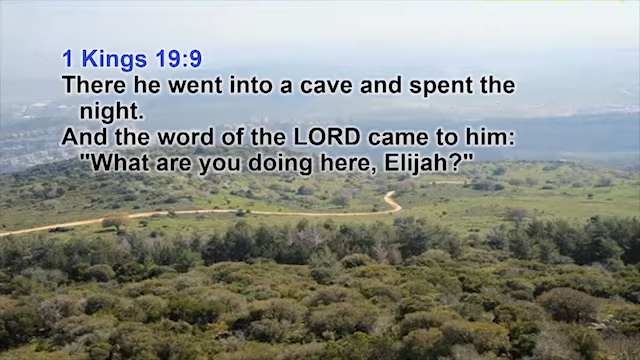 1 Kings 19:9
There he went into a cave and spent the
night.
And the word of the LORD came to him:
"What are you doing here, Elijah?"